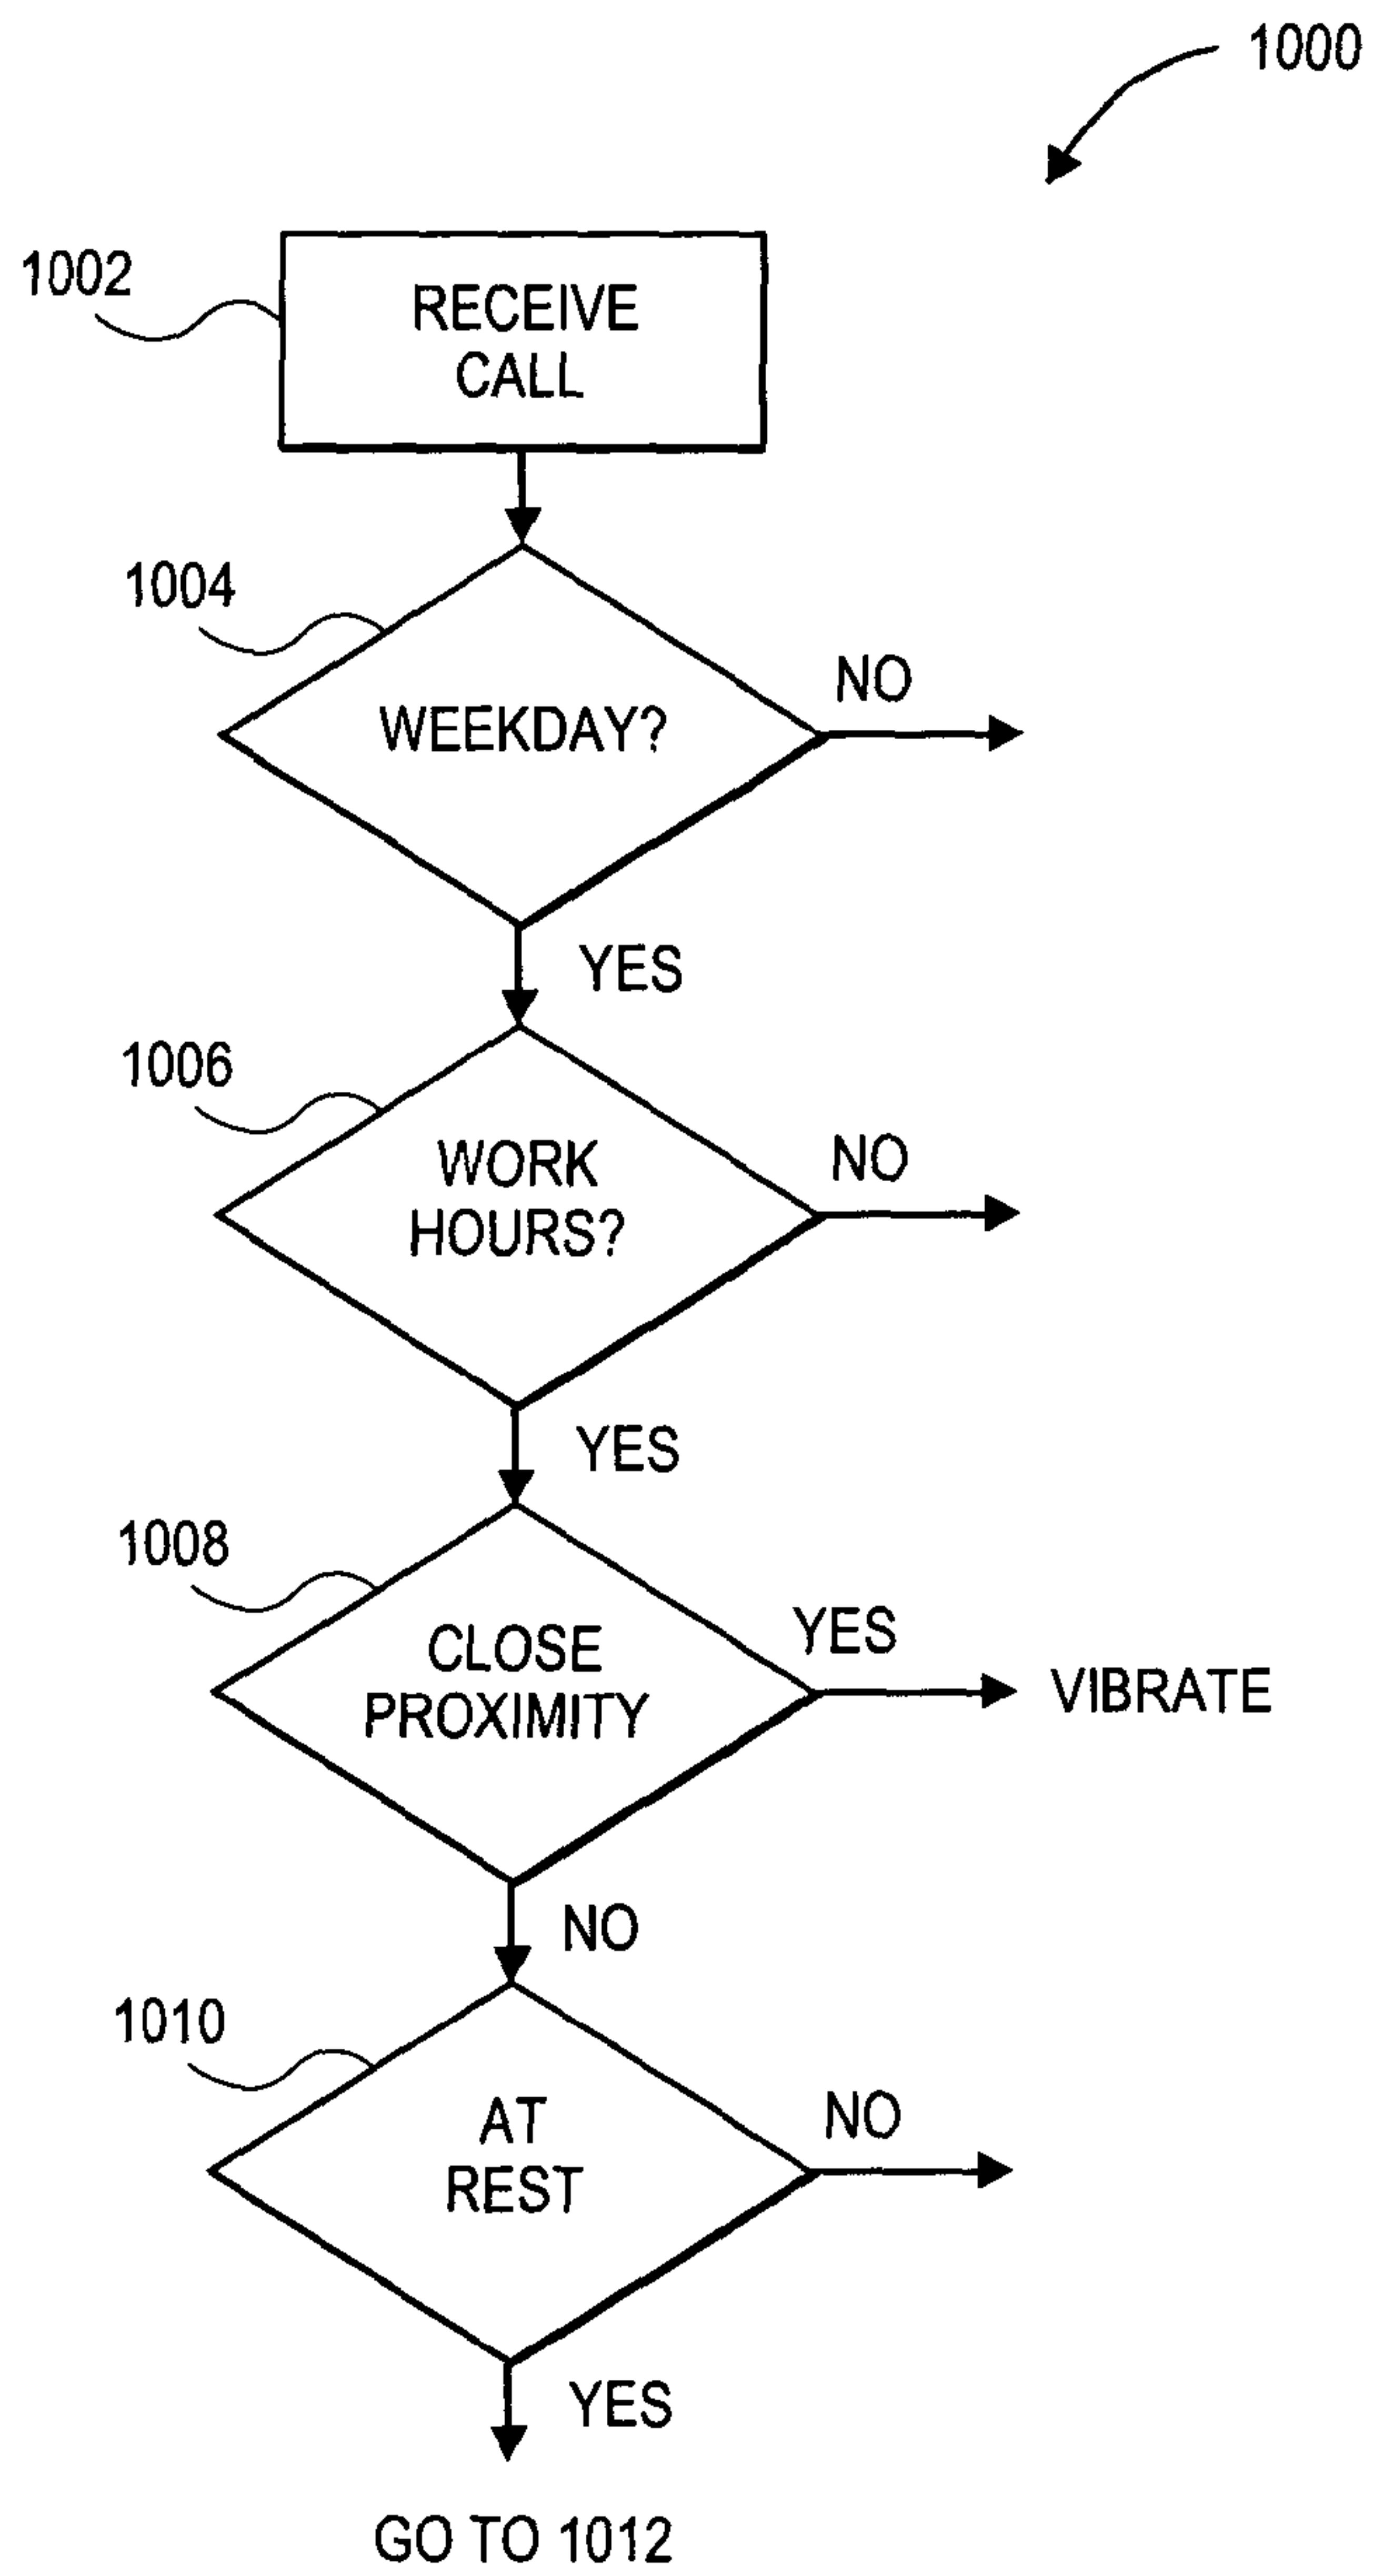 1000
1002
RECEIVE
CALL
1004
WEEKDAY?
NO
YES
1006
WORK
HOURS?
NO
YES
1008
CLOSE
PROXIMITY
YES
VIBRATE
NO
1010
AT
REST
NO
YES
GO TO 1012